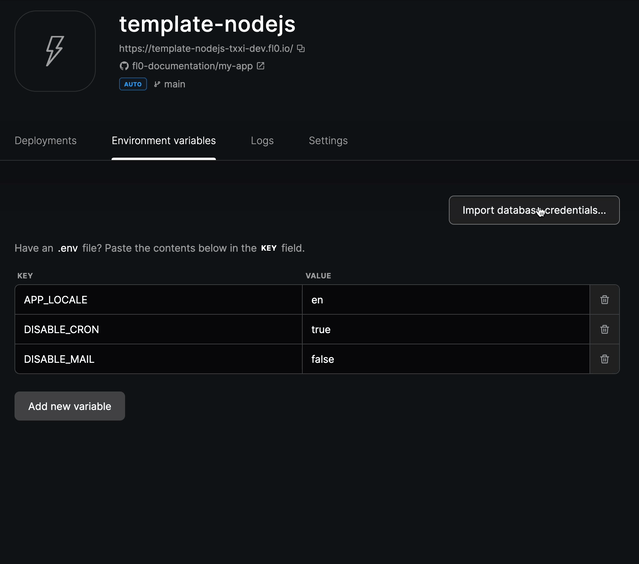 template-nodejs
https://template-nodejs-txxi-dev.fl0.io/
fl0-documentation/my-app
AUTO main
Deployments Environment variables Logs Settings
Import database credentials...
Have an .env file? Paste the contents below in the KEY field.
KEY VALUE
APP_LOCALE en
DISABLE_CRON true
DISABLE_MAIL false
Add new variable